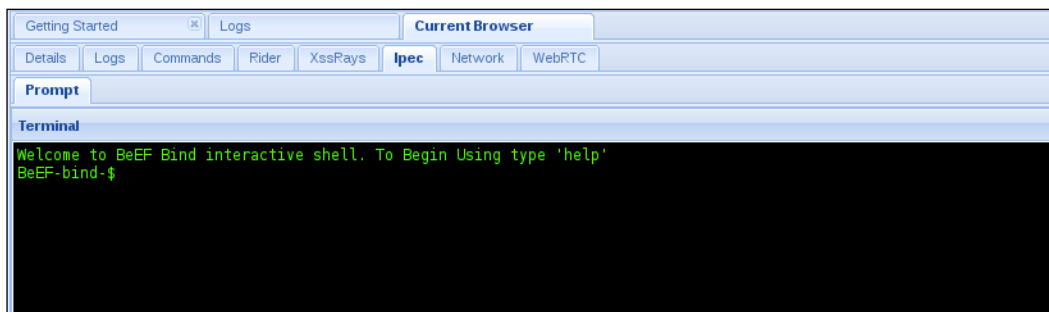 Getting Started Logs Current Browser
Details Logs Commands Rider XssRays Ipec Network WebRTC
Prompt
Terminal
Welcome to BeEF Bind interactive shell. To Begin Using type 'help'
BeEF-bind-$